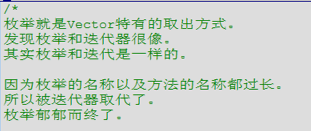 /*
枚举就是Vector特有的取出方式。
发现枚举和迭代器很像。
其实枚举和迭代是一样的。
因为枚举的名称以及方法的名称都过长。
所以被迭代器取代了。
枚举郁郁而终了。